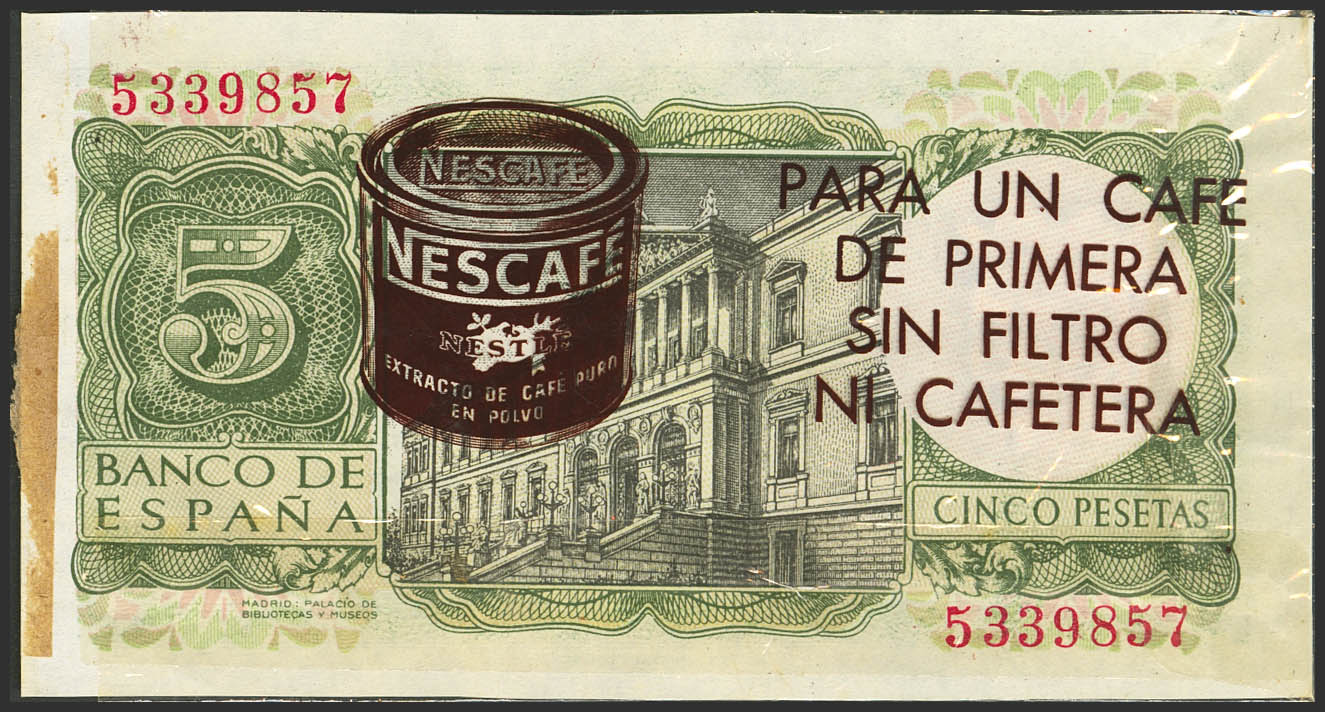 5339857
NESCAFE
NESCAFE
NESTLE
EXTRACTO DE CAFE PURO
EN POLVO
PARA UN CAFE
DE PRIMERA
SIN FILTRO
NI CAFETERA
5
BANCO DE
ESPAÑA
CINCO PESETAS
MADRID: PALACIO DE
BIBLIOTECAS Y MUSEOS
5339857